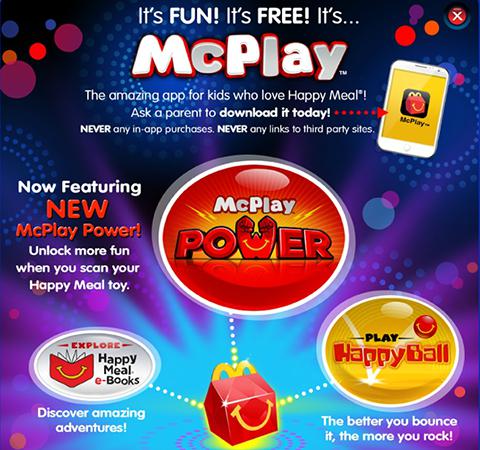 It's FUN! It's FREE! It's...
McPlay™
The amazing app for kids who love Happy Meal®!
Ask a parent to download it today!
NEVER any in-app purchases. NEVER any links to third party sites.
McPlay™
Now Featuring
NEW
McPlay Power!
Unlock more fun
when you scan your
Happy Meal toy.
McPlay
POWER
EXPLORE
Happy
Meal
e-Books
Discover amazing
adventures!
PLAY
HappyBall
The better you bounce
it, the more you rock!